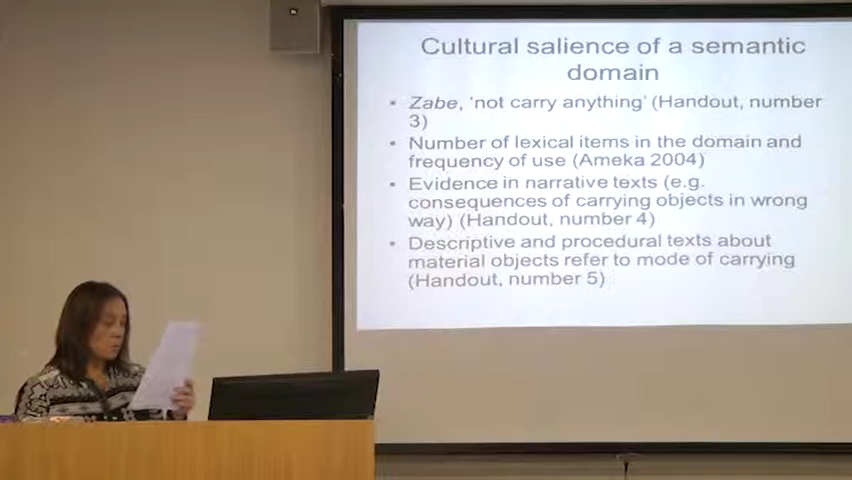 Cultural salience of a semantic
domain
• Zabe, 'not carry anything' (Handout, number
3)
• Number of lexical items in the domain and
frequency of use (Ameka 2004)
• Evidence in narrative texts (e.g.
consequences of carrying objects in wrong
way) (Handout, number 4)
• Descriptive and procedural texts about
material objects refer to mode of carrying
(Handout, number 5)